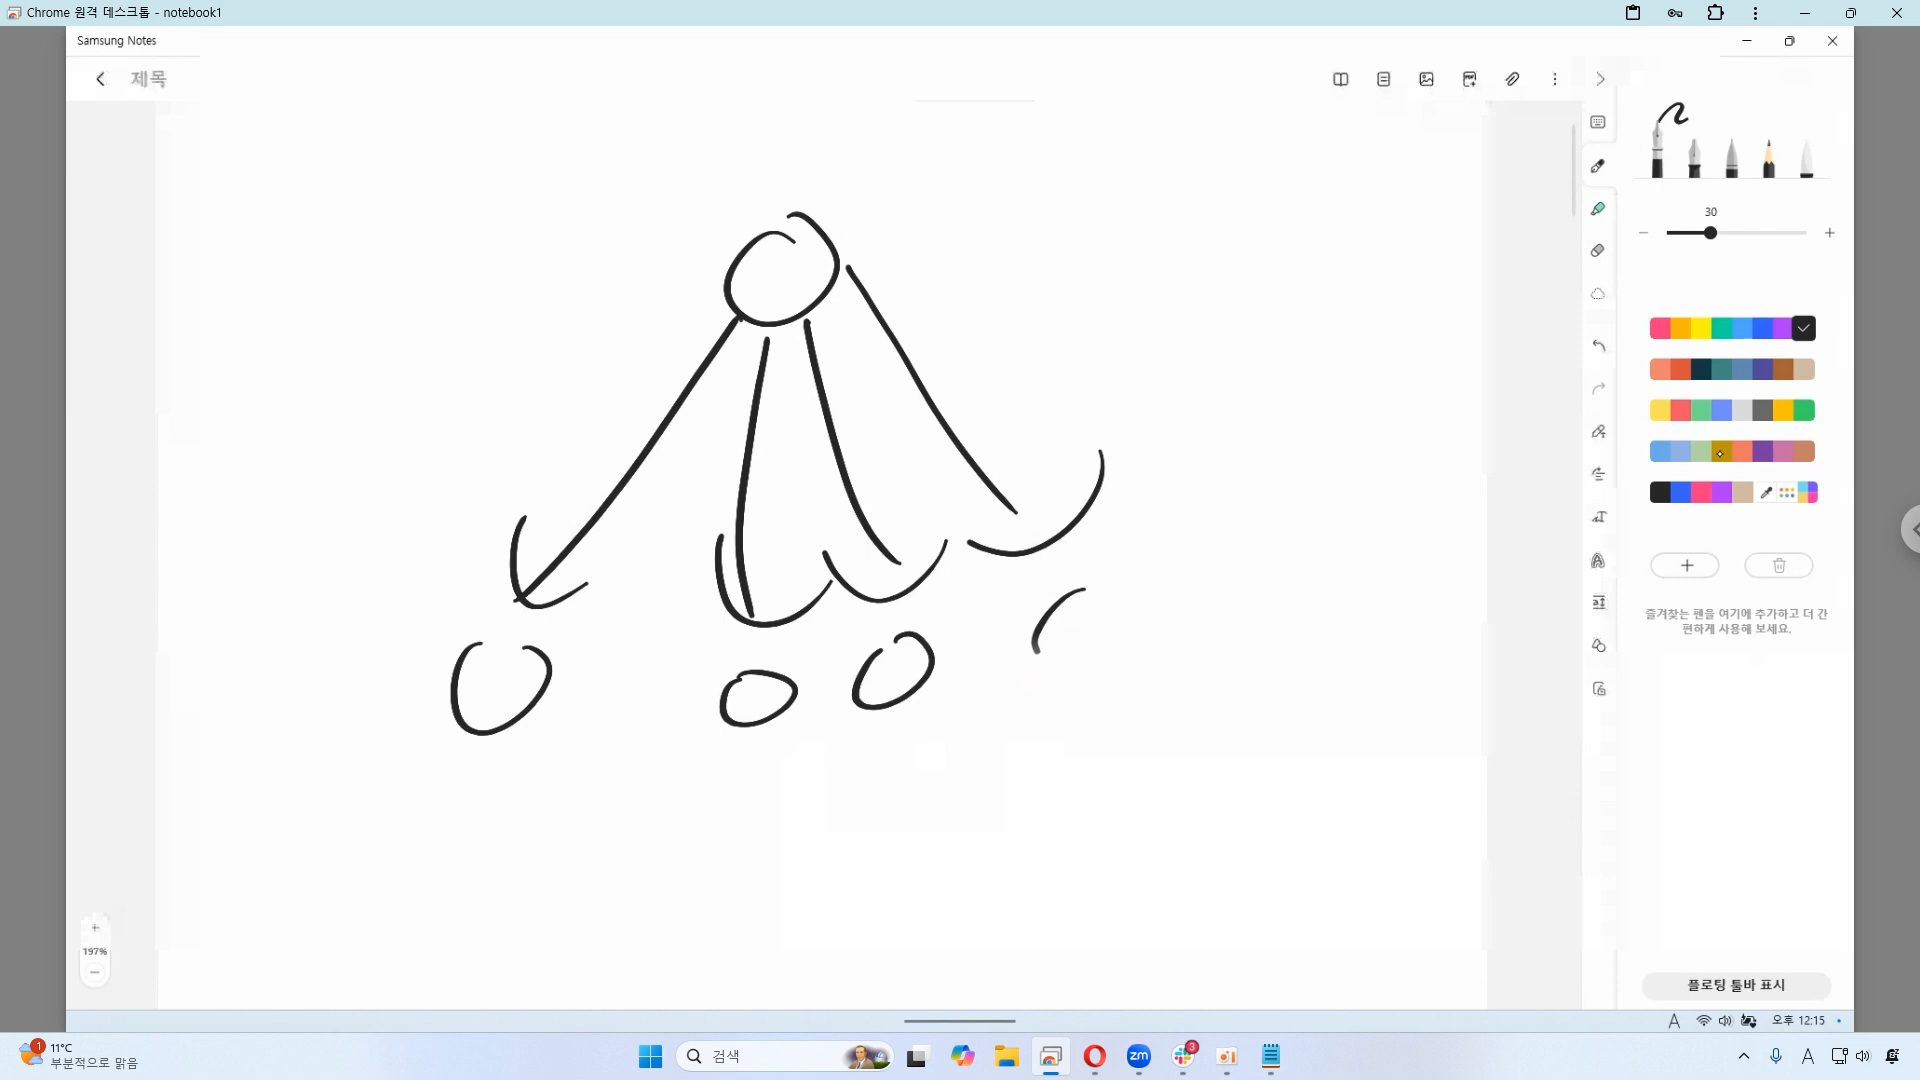 Chrome 원격 데스크톱 - notebook1
Samsung Notes
제목
30
즐겨찾는 펜을 여기에 추가하고 더 간
편하게 사용해 보세요.
197%
플로팅 툴바 표시
A
오후 12:15
1
11°C
부분적으로 맑음
검색
zm
3
A